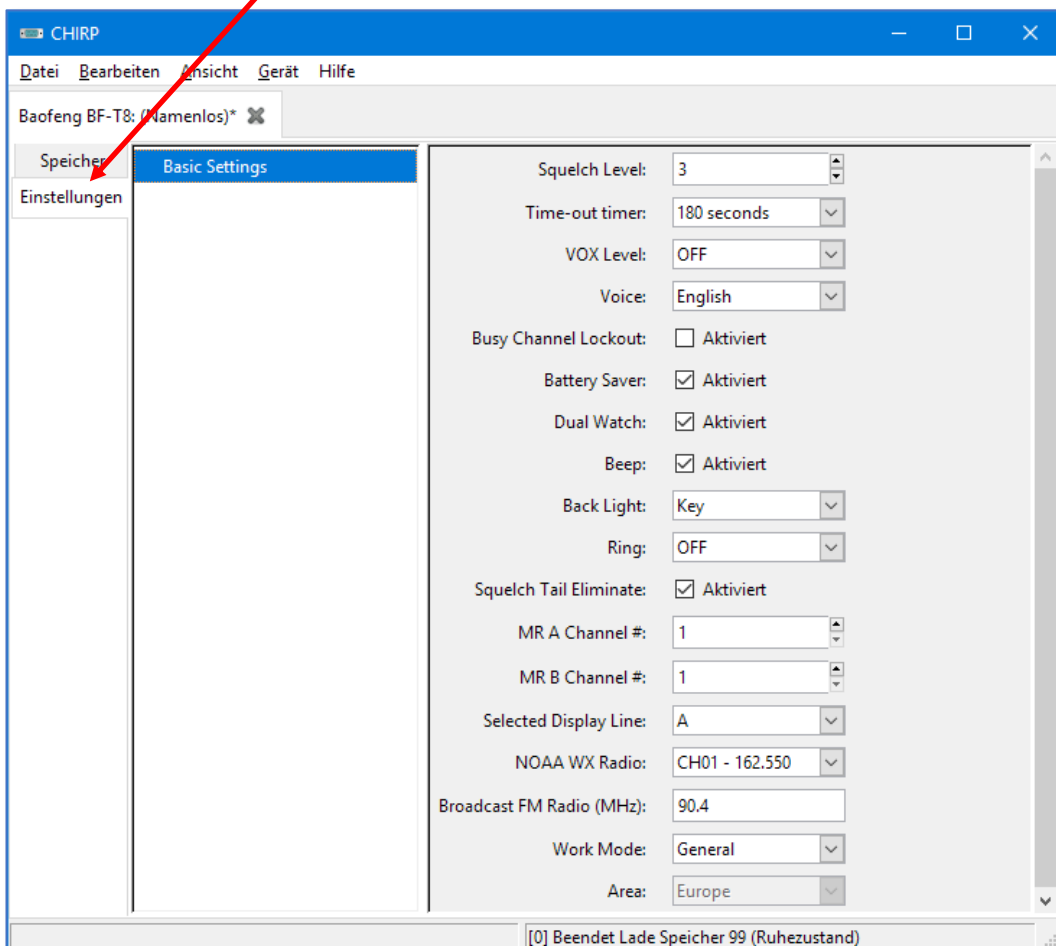 CHIRP
Datei Bearbeiten Ansicht Gerät Hilfe
Baofeng BF-T8: (Namenlos)*
Speicher
Einstellungen
Basic Settings
Squelch Level: 3
Time-out timer: 180 seconds
VOX Level: OFF
Voice: English
Busy Channel Lockout: Aktiviert
Battery Saver: Aktiviert
Dual Watch: Aktiviert
Beep: Aktiviert
Back Light: Key
Ring: OFF
Squelch Tail Eliminate: Aktiviert
MR A Channel #: 1
MR B Channel #: 1
Selected Display Line: A
NOAA WX Radio: CH01 - 162.550
Broadcast FM Radio (MHz): 90.4
Work Mode: General
Area: Europe
[0] Beendet Lade Speicher 99 (Ruhezustand)